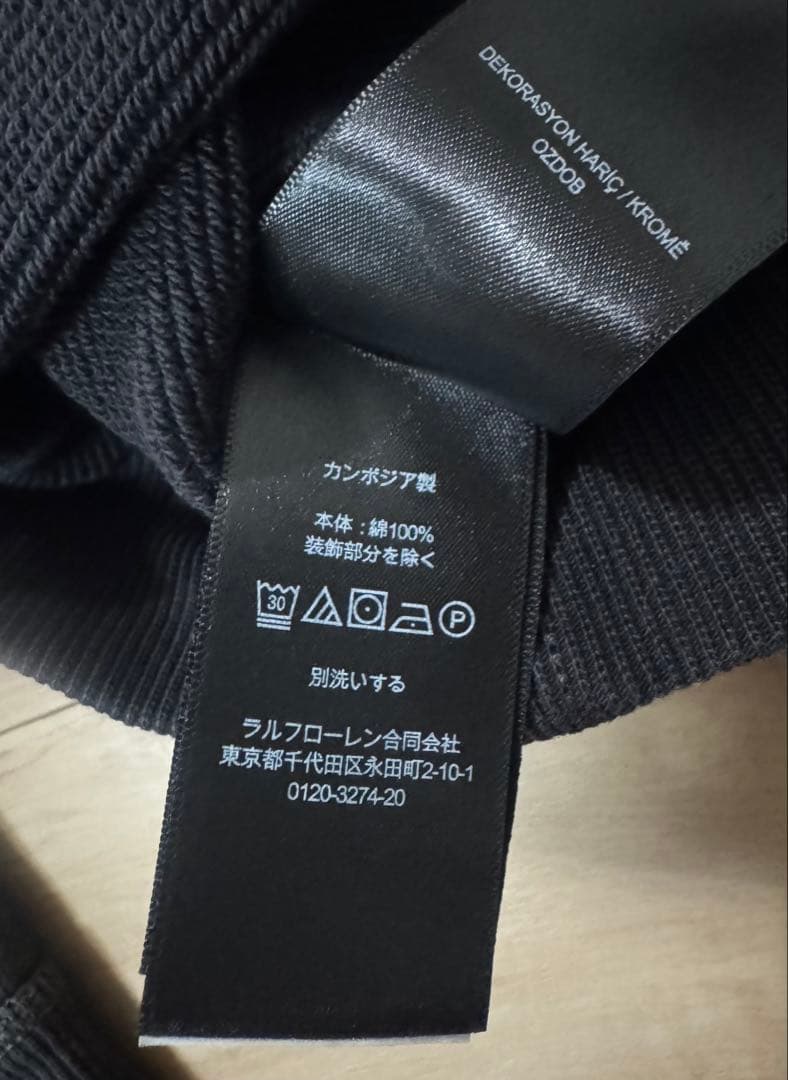 DEKORASYON HARİÇ / KROMĚ
OZDOB
カンボジア製
本体：綿100%
装飾部分を除く
30
P
別洗いする
ラルフローレン合同会社
東京都千代田区永田町2-10-1
0120-3274-20